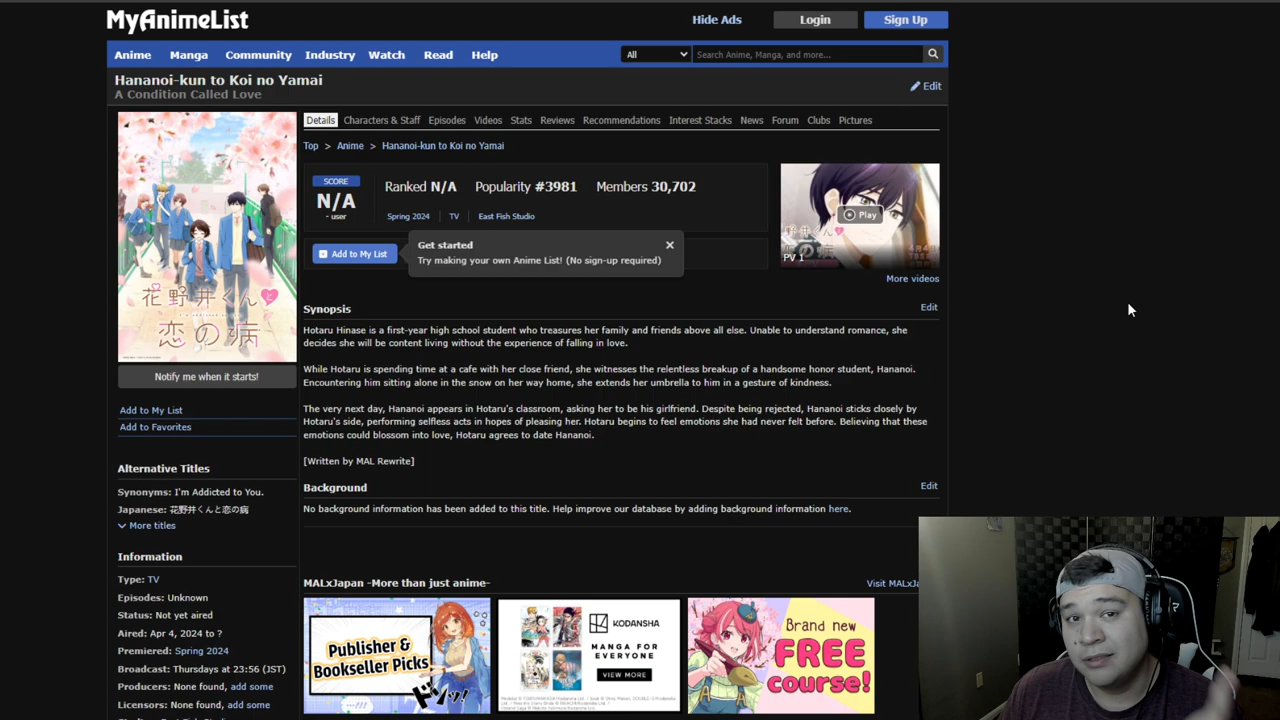 MyAnimeList
Hide Ads
Login
Sign Up
Anime Manga Community Industry Watch Read Help
All
Search Anime, Manga, and more...
Hananoi-kun to Koi no Yamai
A Condition Called Love
Edit
Details Characters & Staff Episodes Videos Stats Reviews Recommendations Interest Stacks News Forum Clubs Pictures
Top > Anime > Hananoi-kun to Koi no Yamai
SCORE
N/A
- user
Ranked N/A Popularity #3981 Members 30,702
Spring 2024 TV East Fish Studio
Add to My List
Get started
Try making your own Anime List! (No sign-up required)
Play
PV 1
More videos
花野井くんと
I'm addicted to you.
恋の病
Notify me when it starts!
Add to My List
Add to Favorites
Alternative Titles
Synonyms: I'm Addicted to You.
Japanese: 花野井くんと恋の病
More titles
Information
Type: TV
Episodes: Unknown
Status: Not yet aired
Aired: Apr 4, 2024 to ?
Premiered: Spring 2024
Broadcast: Thursdays at 23:56 (JST)
Producers: None found, add some
Licensors: None found, add some
Synopsis
Edit
Hotaru Hinase is a first-year high school student who treasures her family and friends above all else. Unable to understand romance, she
decides she will be content living without the experience of falling in love.
While Hotaru is spending time at a cafe with her close friend, she witnesses the relentless breakup of a handsome honor student, Hananoi.
Encountering him sitting alone in the snow on her way home, she extends her umbrella to him in a gesture of kindness.
The very next day, Hananoi appears in Hotaru's classroom, asking her to be his girlfriend. Despite being rejected, Hananoi sticks closely by
Hotaru's side, performing selfless acts in hopes of pleasing her. Hotaru begins to feel emotions she had never felt before. Believing that these
emotions could blossom into love, Hotaru agrees to date Hananoi.
[Written by MAL Rewrite]
Background
Edit
No background information has been added to this title. Help improve our database by adding background information here.
MALxJapan -More than just anime-
Visit MALxJa
Publisher &
Bookseller Picks
KODANSHA
MANGA FOR
EVERYONE
VIEW MORE
Brand new
FREE
course!